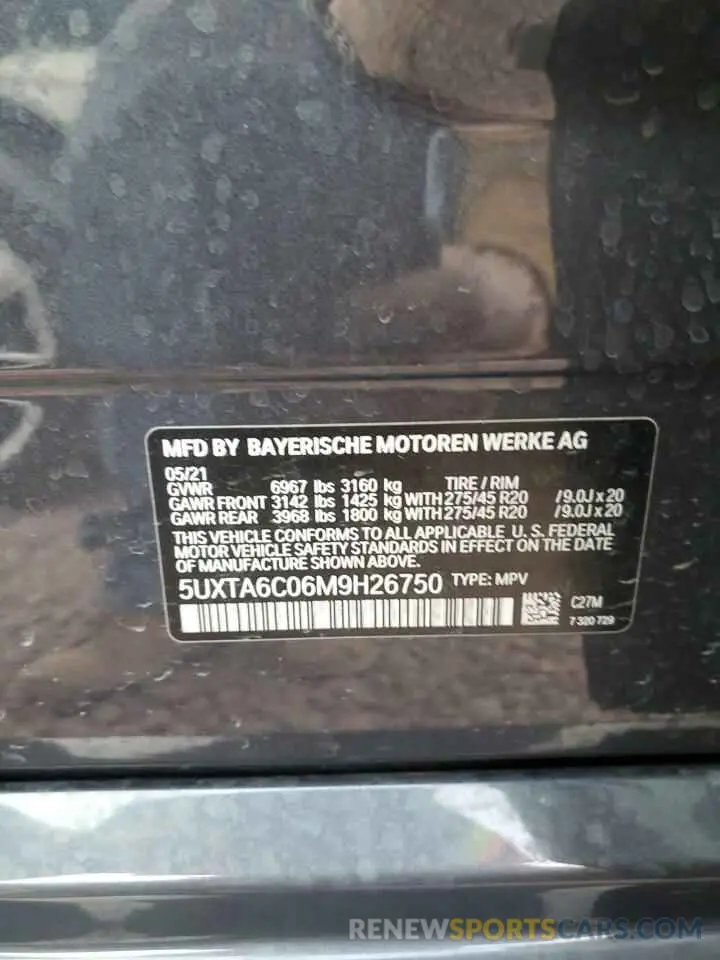 MFD BY BAYERISCHE MOTOREN WERKE AG
05/21
GVWR 6967 lbs 3160 kg TIRE / RIM
GAWR FRONT 3142 lbs 1425 kg WITH 275/45 R20 /9.0J x 20
GAWR REAR 3968 lbs 1800 kg WITH 275/45 R20 /9.0J x 20
THIS VEHICLE CONFORMS TO ALL APPLICABLE U. S. FEDERAL
MOTOR VEHICLE SAFETY STANDARDS IN EFFECT ON THE DATE
OF MANUFACTURE SHOWN ABOVE.
5UXTA6C06M9H26750 TYPE: MPV
C27M
7 320 729
RENEWSPORTSCARS.COM